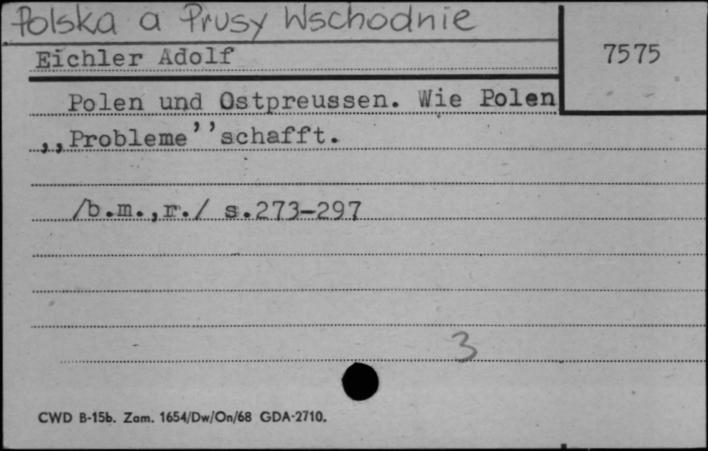 Polska a Prusy Wschodnie
Eichler Adolf
7575
Polen und Ostpreussen. Wie Polen
,,Probleme’’schafft.
/b.m.,r./ s.273-297
3
CWD B-15b. Zam. 1654/Dw/On/68 GDA-2710.